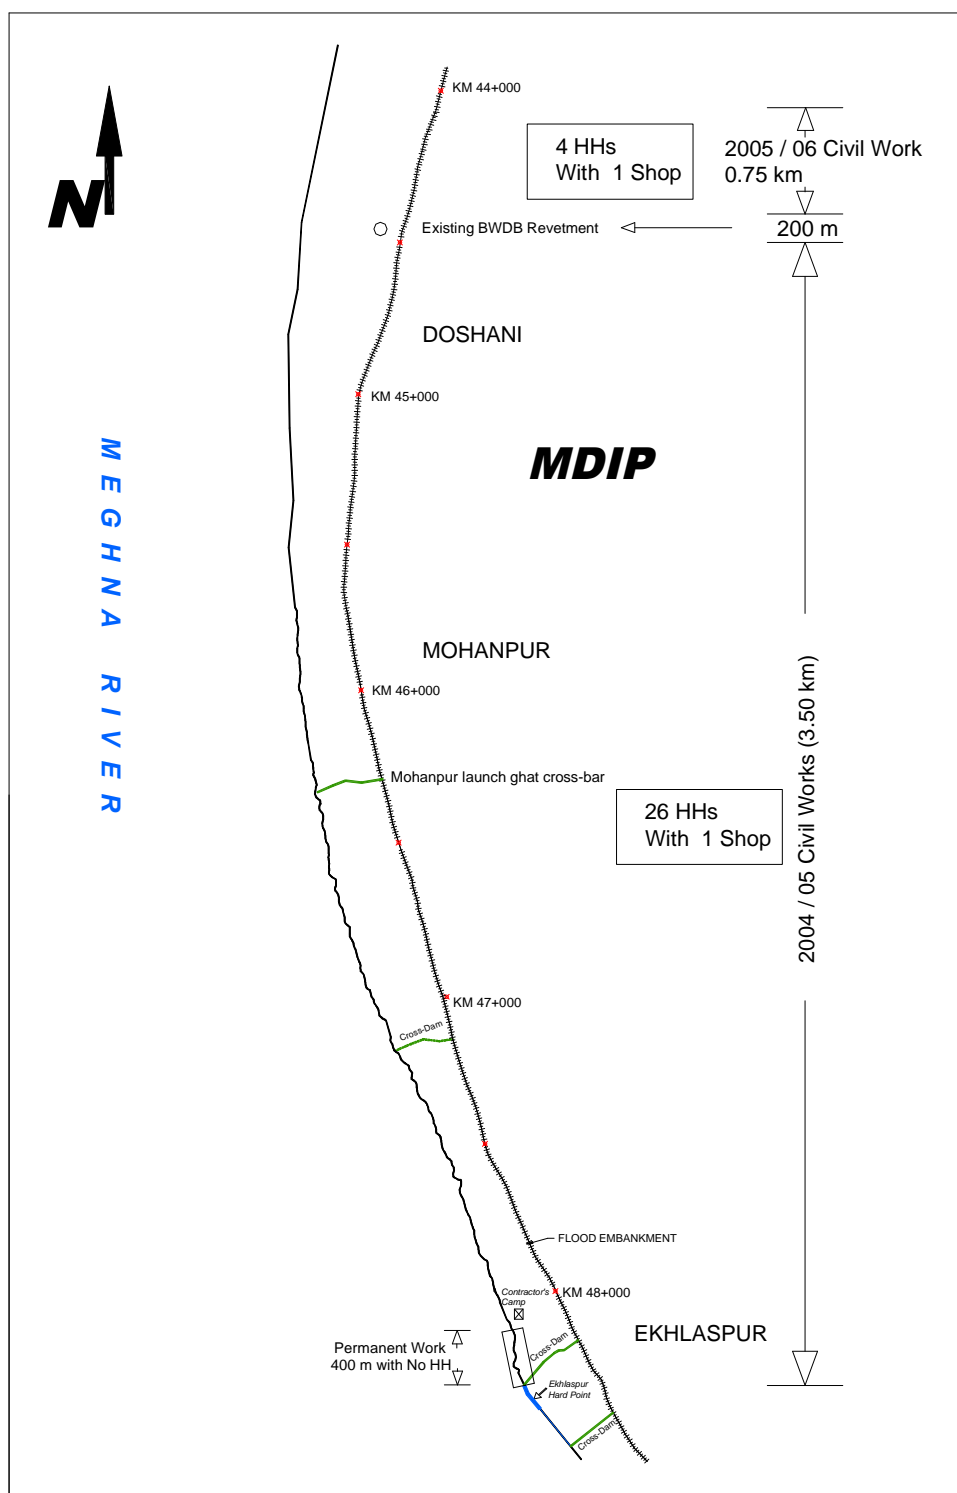 KM 44+000
4 HHs
With 1 Shop
2005 / 06 Civil Work
0.75 km
N
Existing BWDB Revetment
200 m
DOSHANI
KM 45+000
MDIP
MEGHNA RIVER
MOHANPUR
KM 46+000
2004 / 05 Civil Works (3.50 km)
Mohanpur launch ghat cross-bar
26 HHs
With 1 Shop
KM 47+000
Cross-Dam
FLOOD EMBANKMENT
Contractor's
Camp
KM 48+000
EKHLASPUR
Permanent Work
400 m with No HH
Cross-Dam
Ekhlaspur
Hard Point
Cross-Dam